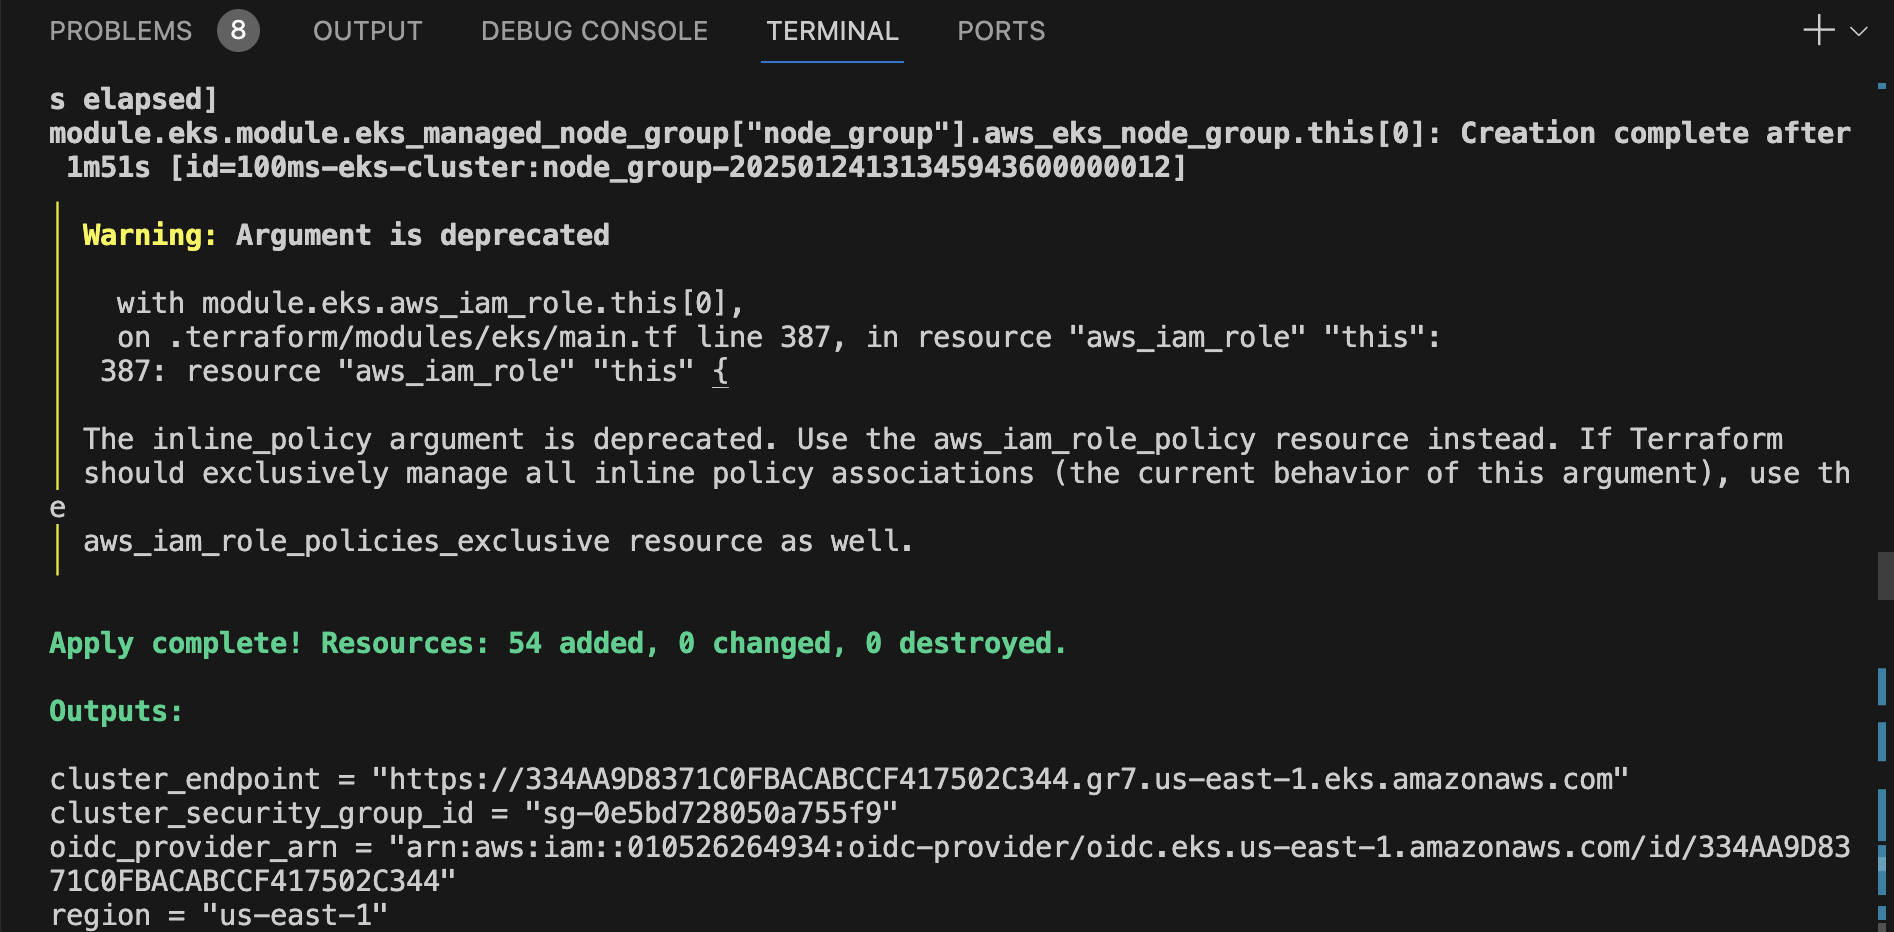 PROBLEMS 8 OUTPUT DEBUG CONSOLE TERMINAL PORTS
s elapsed]
module.eks.module.eks_managed_node_group["node_group"].aws_eks_node_group.this[0]: Creation complete after
1m51s [id=100ms-eks-cluster:node_group-20250124131345943600000012]
Warning: Argument is deprecated
with module.eks.aws_iam_role.this[0],
on .terraform/modules/eks/main.tf line 387, in resource "aws_iam_role" "this":
387: resource "aws_iam_role" "this" {
The inline_policy argument is deprecated. Use the aws_iam_role_policy resource instead. If Terraform
should exclusively manage all inline policy associations (the current behavior of this argument), use th
e
aws_iam_role_policies_exclusive resource as well.
Apply complete! Resources: 54 added, 0 changed, 0 destroyed.
Outputs:
cluster_endpoint = "https://334AA9D8371C0FBACABCCF417502C344.gr7.us-east-1.eks.amazonaws.com"
cluster_security_group_id = "sg-0e5bd728050a755f9"
oidc_provider_arn = "arn:aws:iam::010526264934:oidc-provider/oidc.eks.us-east-1.amazonaws.com/id/334AA9D83
71C0FBACABCCF417502C344"
region = "us-east-1"